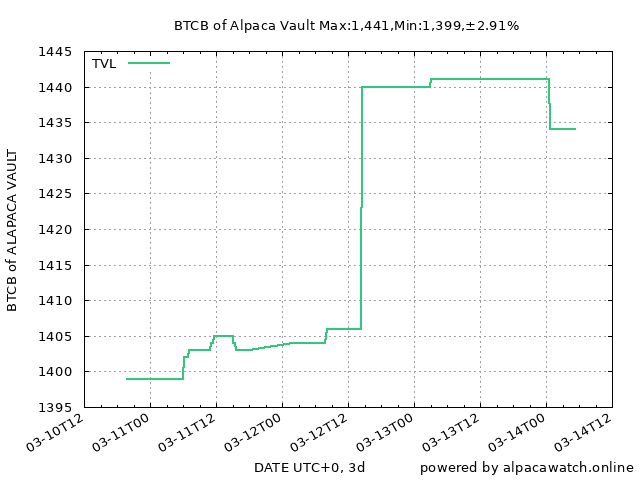 BTCB of Alpaca Vault Max:1,441,Min:1,399,±2.91%
TVL
1445
1440
1435
1430
1425
1420
1415
1410
1405
1400
1395
BTCB of ALAPACA VAULT
03-10T12
03-11T00
03-11T12
03-12T00
03-12T12
03-13T00
03-13T12
03-14T00
03-14T12
DATE UTC+0, 3d
powered by alpacawatch.online